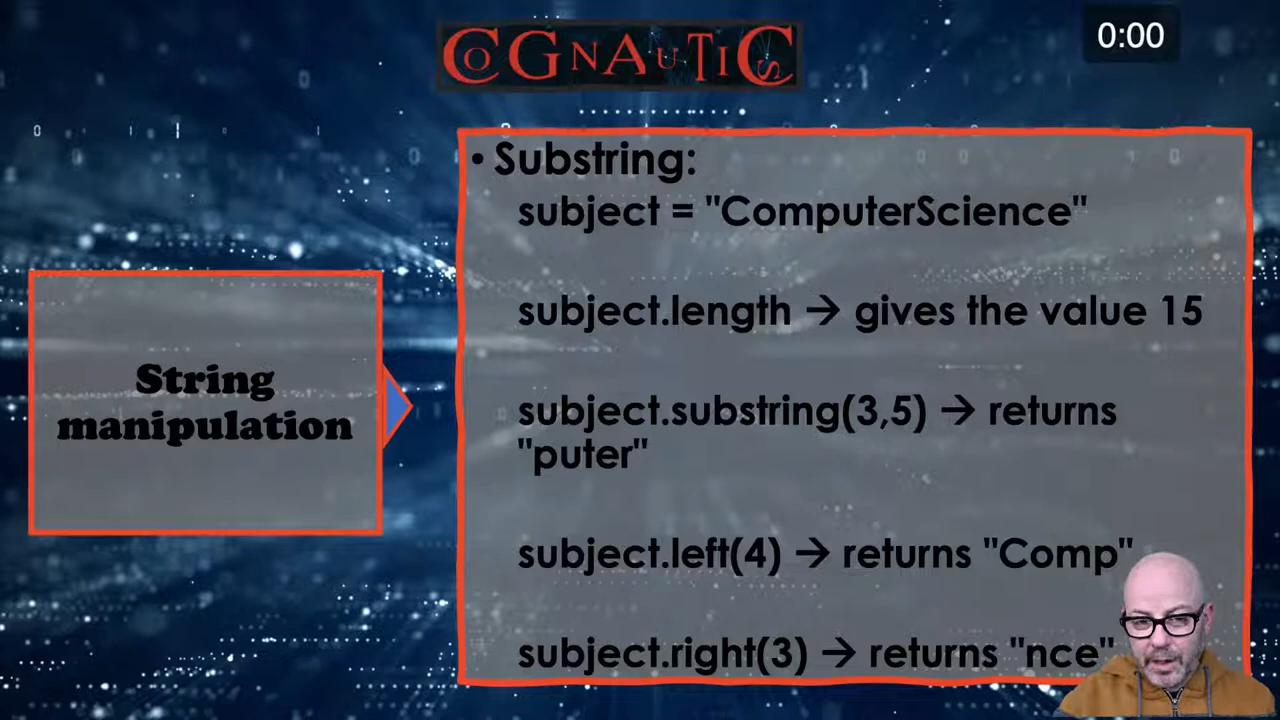 COGNAUTICS
0:00
• Substring:
subject = "ComputerScience"
subject.length → gives the value 15
subject.substring(3,5) → returns
"puter"
subject.left(4) → returns "Comp"
subject.right(3) → returns "nce"
String
manipulation